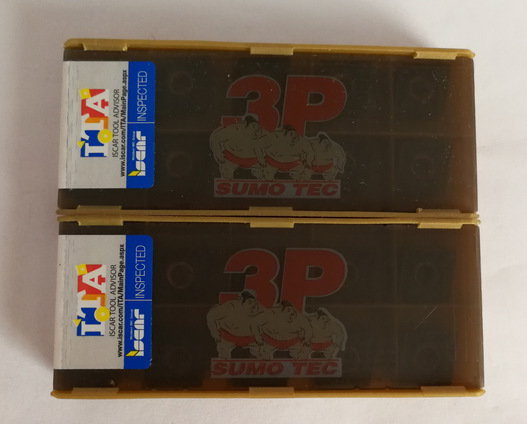 ITA
ISCAR TOOL ADVISOR
www.iscar.com/ITA/MainPage.aspx
iscar
INSPECTED
3P
SUMO TEC
ITA
ISCAR TOOL ADVISOR
www.iscar.com/ITA/MainPage.aspx
iscar
INSPECTED
3P
SUMO TEC